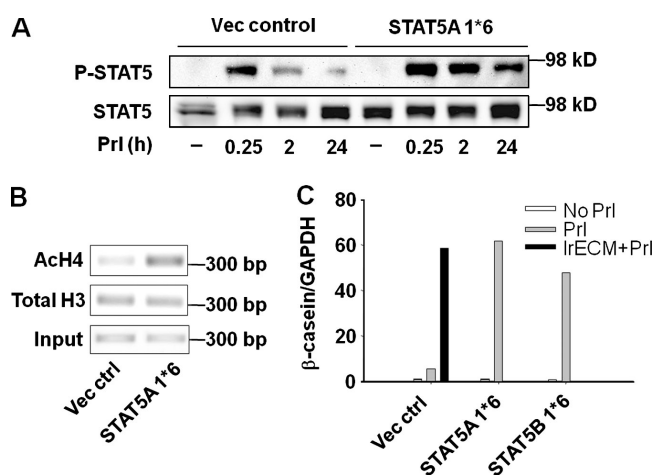 A
Vec control
STAT5A 1*6
P-STAT5
98 kD
STAT5
98 kD
Prl (h)
– 0.25 2 24 – 0.25 2 24
B
AcH4
300 bp
Total H3
300 bp
Input
300 bp
Vec ctrl
STAT5A 1*6
C
β-casein/GAPDH
80
60
40
20
0
No Prl
Prl
lrECM+Prl
Vec ctrl
STAT5A 1*6
STAT5B 1*6